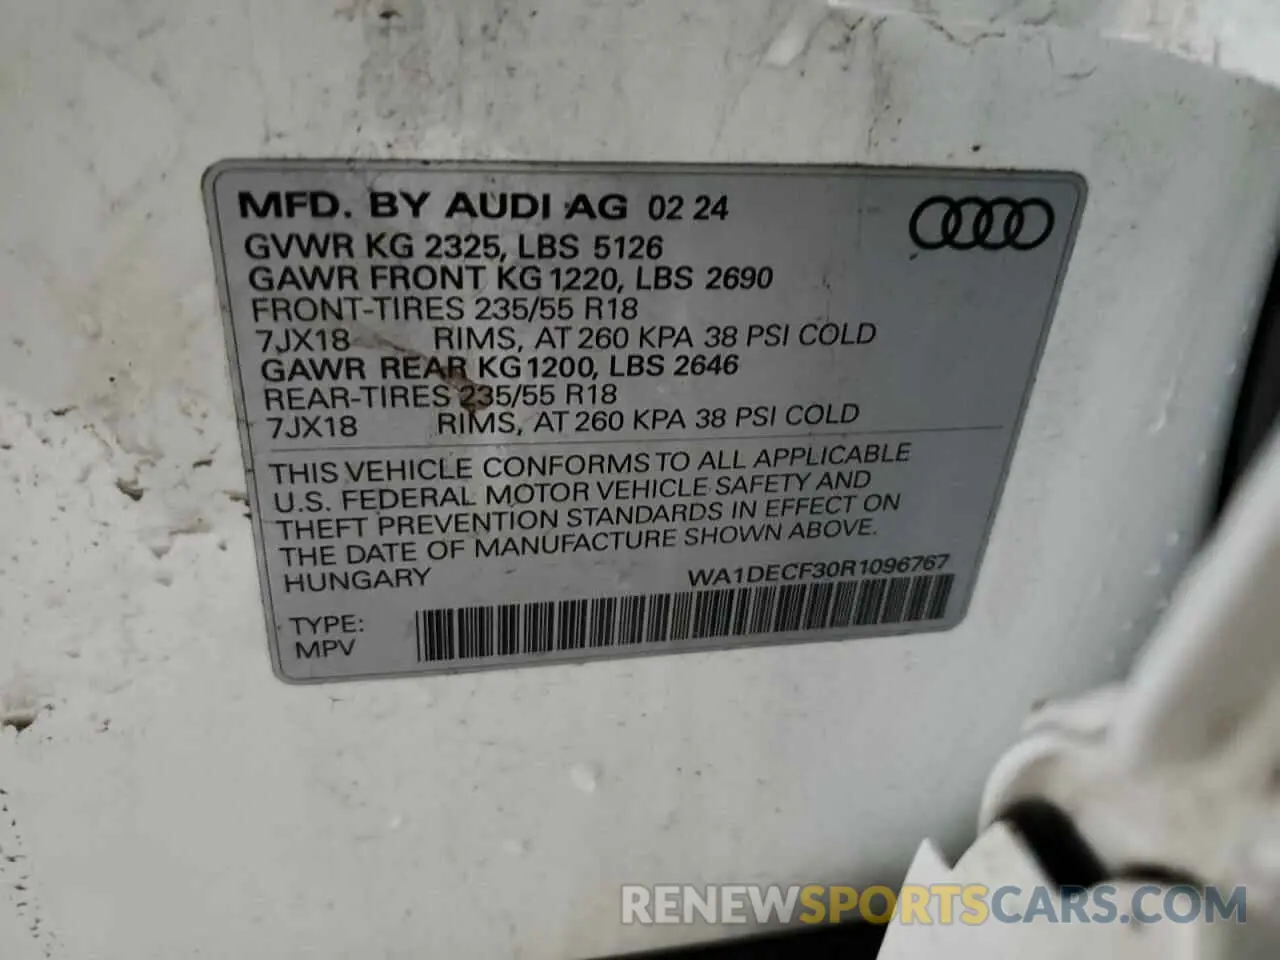 MFD. BY AUDI AG 02 24
GVWR KG 2325, LBS 5126
GAWR FRONT KG 1220, LBS 2690
FRONT-TIRES 235/55 R18
7JX18 RIMS, AT 260 KPA 38 PSI COLD
GAWR REAR KG 1200, LBS 2646
REAR-TIRES 235/55 R18
7JX18 RIMS, AT 260 KPA 38 PSI COLD
THIS VEHICLE CONFORMS TO ALL APPLICABLE
U.S. FEDERAL MOTOR VEHICLE SAFETY AND
THEFT PREVENTION STANDARDS IN EFFECT ON
THE DATE OF MANUFACTURE SHOWN ABOVE.
HUNGARY WA1DECF30R1096767
TYPE:
MPV
RENEWSPORTSCARS.COM